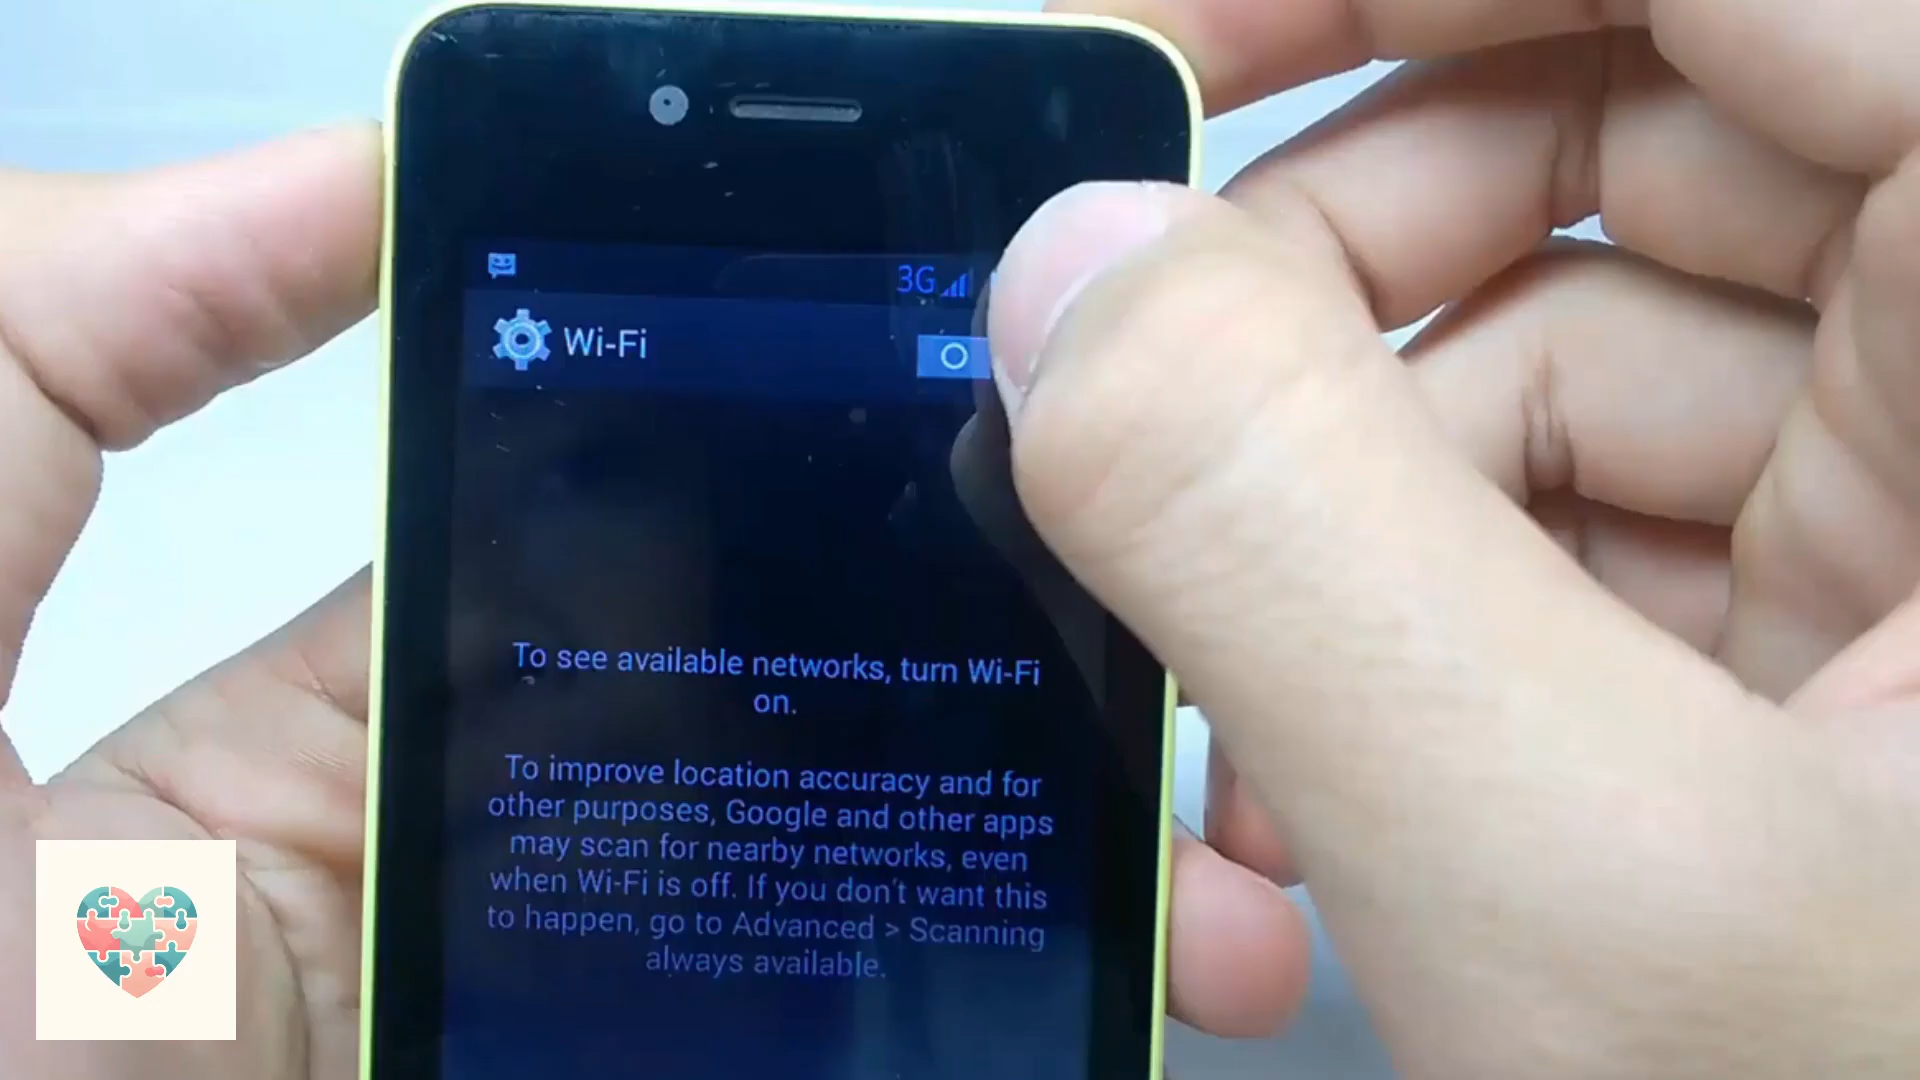 3G
Wi-Fi
To see available networks, turn Wi-Fi
on.
To improve location accuracy and for
other purposes, Google and other apps
may scan for nearby networks, even
when Wi-Fi is off. If you don't want this
to happen, go to Advanced > Scanning
always available.